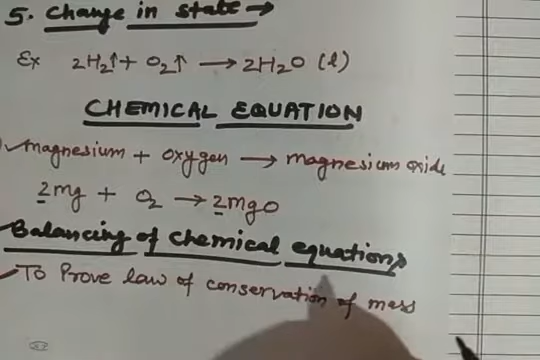 5. Change in state →
Ex 2H₂↑ + O₂↑ → 2H₂O (l)
CHEMICAL EQUATION
magnesium + oxygen → magnesium oxide
2mg + O₂ → 2mgO
Balancing of chemical equations
To Prove law of conservation of mass